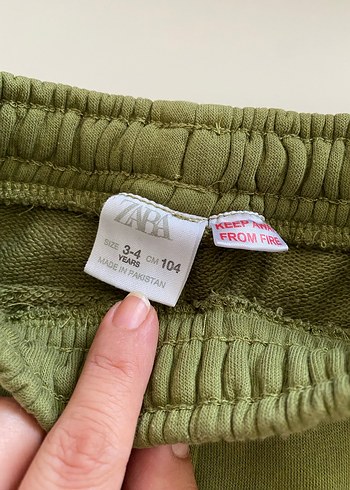 ZARA
SIZE 3-4 YEARS CM 104
MADE IN PAKISTAN
KEEP AWAY
FROM FIRE